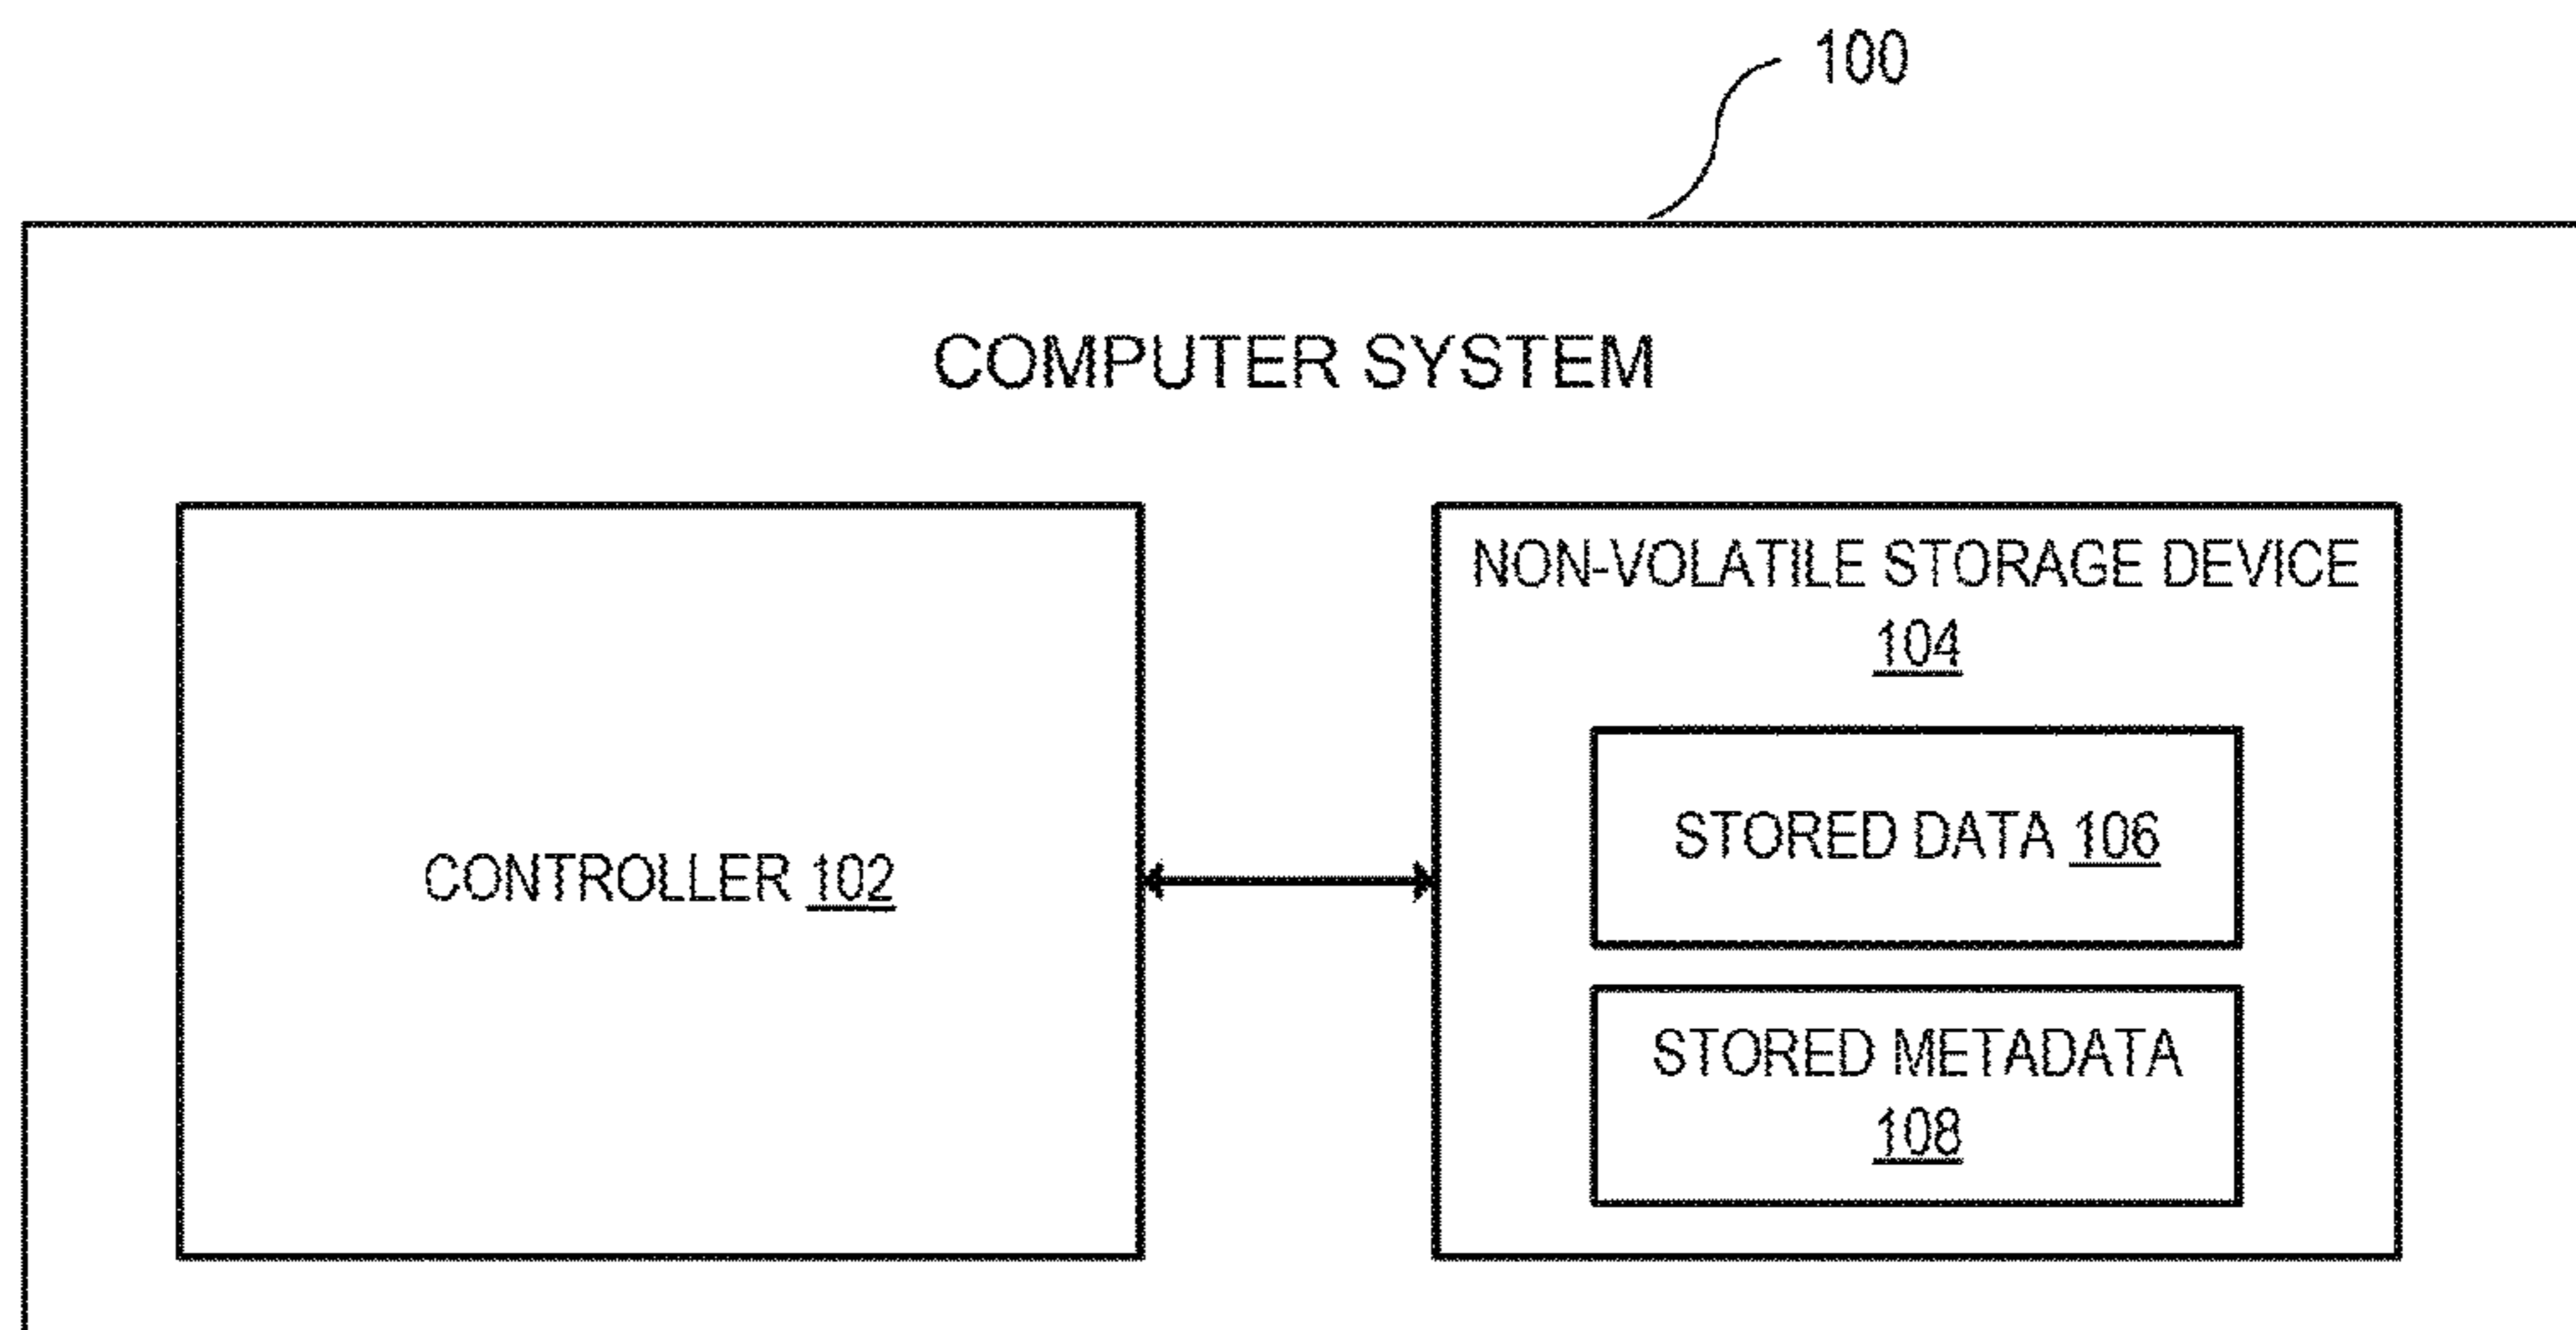 100
COMPUTER SYSTEM
CONTROLLER 102
NON-VOLATILE STORAGE DEVICE
104
STORED DATA 106
STORED METADATA
108